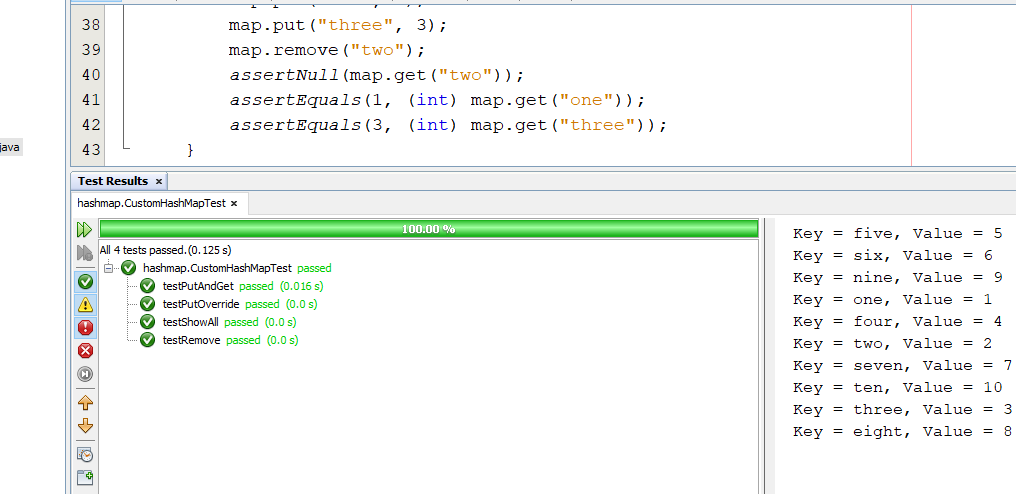 38 map.put("three", 3);
39 map.remove("two");
40 assertNull(map.get("two"));
41 assertEquals(1, (int) map.get("one"));
42 assertEquals(3, (int) map.get("three"));
43 }
java
Test Results ×
hashmap.CustomHashMapTest ×
100.00 %
All 4 tests passed.(0.125 s)
hashmap.CustomHashMapTest passed
testPutAndGet passed (0.016 s)
testPutOverride passed (0.0 s)
testShowAll passed (0.0 s)
testRemove passed (0.0 s)
Key = five, Value = 5
Key = six, Value = 6
Key = nine, Value = 9
Key = one, Value = 1
Key = four, Value = 4
Key = two, Value = 2
Key = seven, Value = 7
Key = ten, Value = 10
Key = three, Value = 3
Key = eight, Value = 8